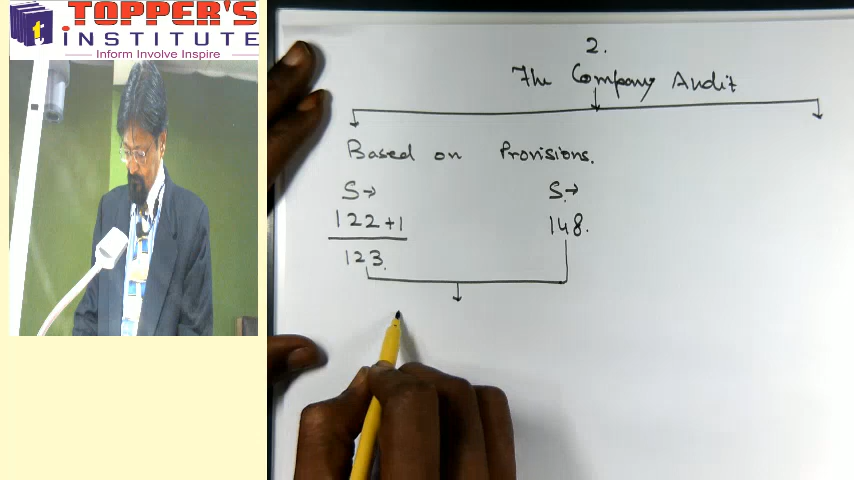 TOPPER'S
t
INSTITUTE
Inform Involve Inspire
2.
The Company Audit
Based on Provisions.
S→ S.→
122+1 148.
123.